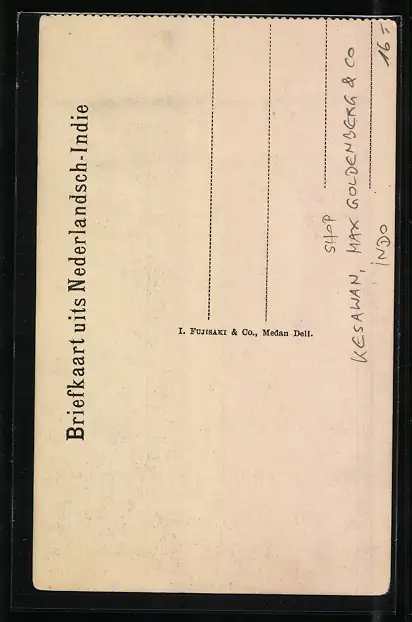 Briefkaart uits Nederlandsch-Indie
I. FUJISAKI & Co., Medan Deli.
SHOP
KESAWAN, MAX GOLDENBERG & CO
INDO
16=